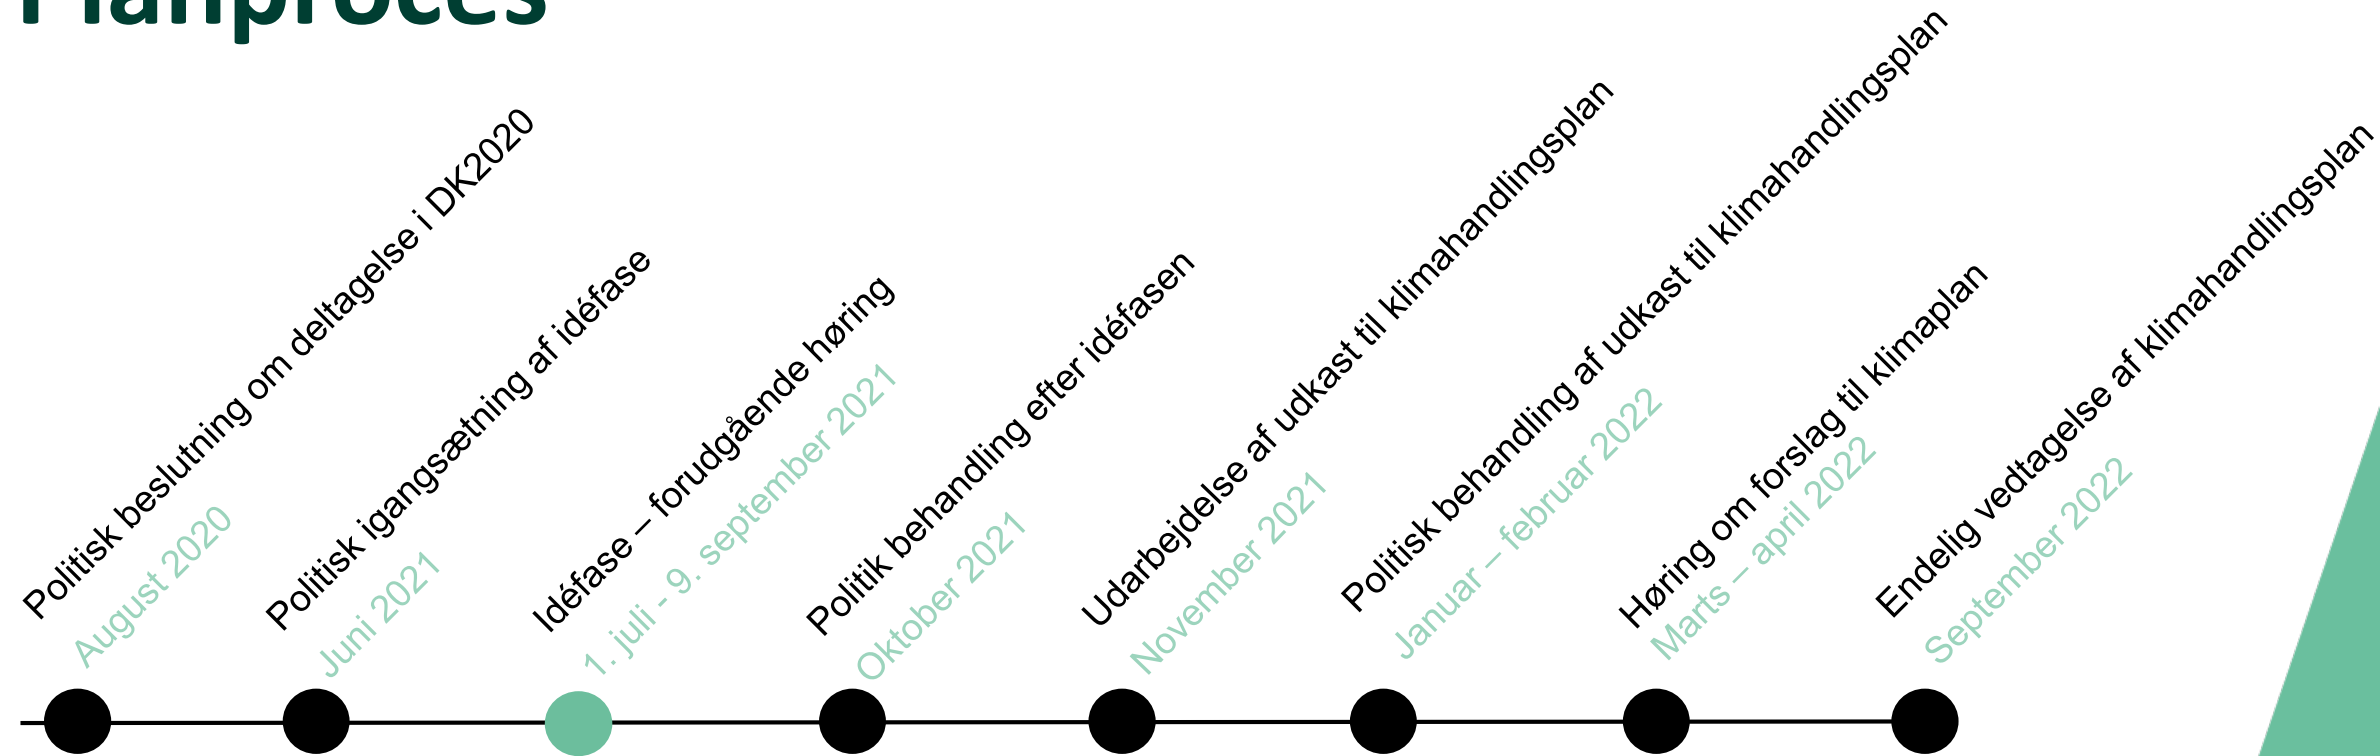 Planproces
Politisk beslutning om deltagelse i DK2020
August 2020
Politisk igangsætning af idéfase
Juni 2021
Idéfase – forudgående høring
1. juli - 9. september 2021
Politik behandling efter idéfasen
Oktober 2021
Udarbejdelse af udkast til klimahandlingsplan
November 2021
Politisk behandling af udkast til klimahandlingsplan
Januar – februar 2022
Høring om forslag til klimaplan
Marts – april 2022
Endelig vedtagelse af klimahandlingsplan
September 2022